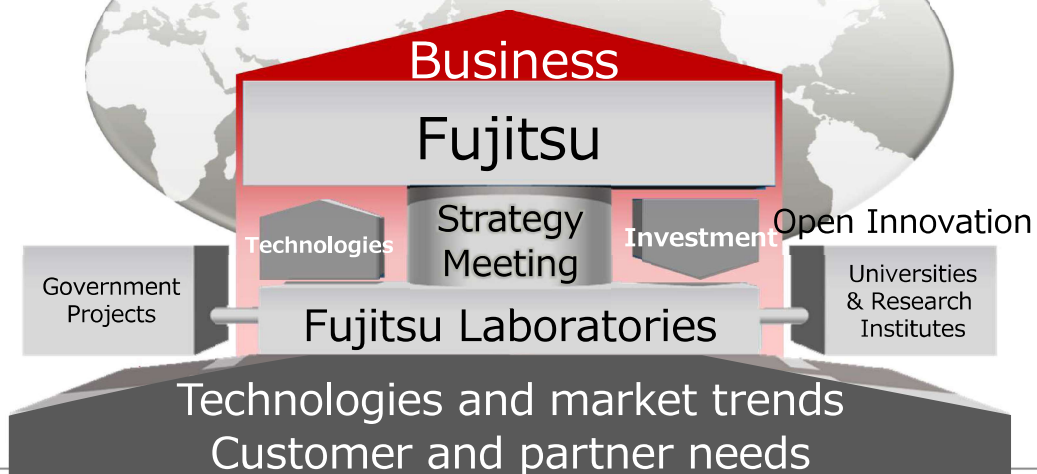 Business
Fujitsu
Strategy
Meeting
Technologies
Investment
Open Innovation
Government
Projects
Universities
& Research
Institutes
Fujitsu Laboratories
Technologies and market trends
Customer and partner needs